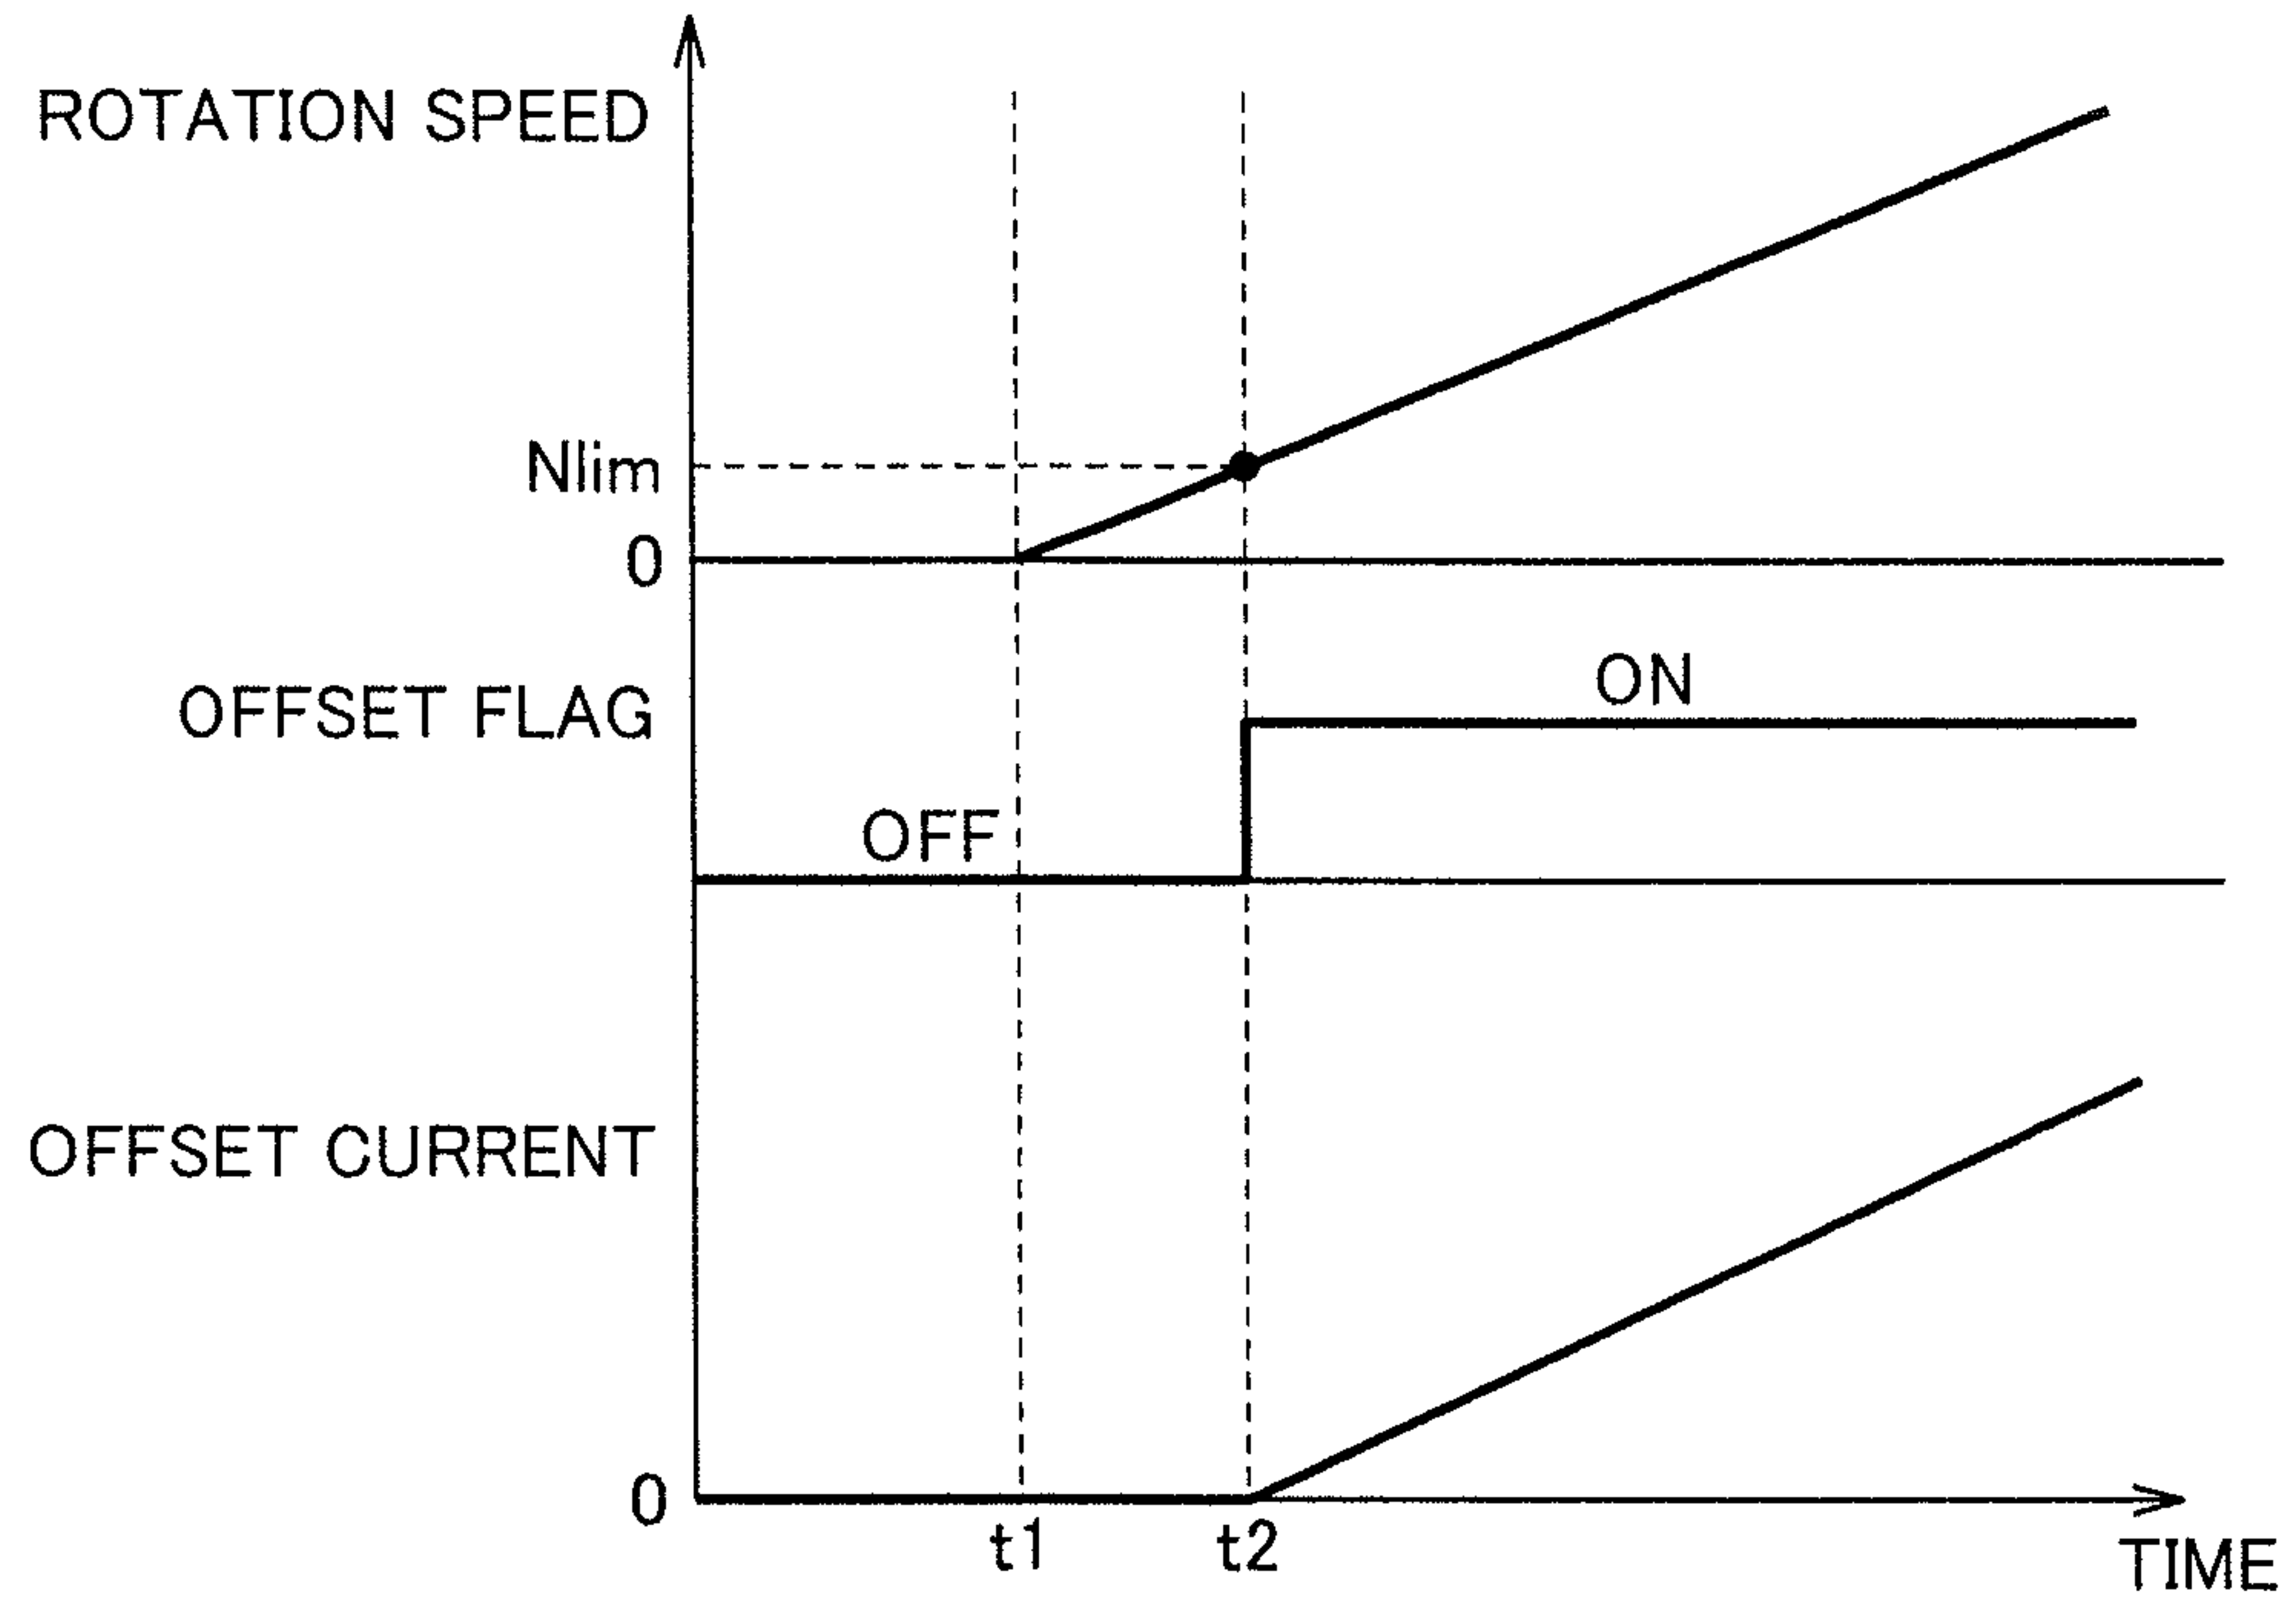 ROTATION SPEED
Nlim
0
OFFSET FLAG
ON
OFF
OFFSET CURRENT
0
t1
t2
TIME